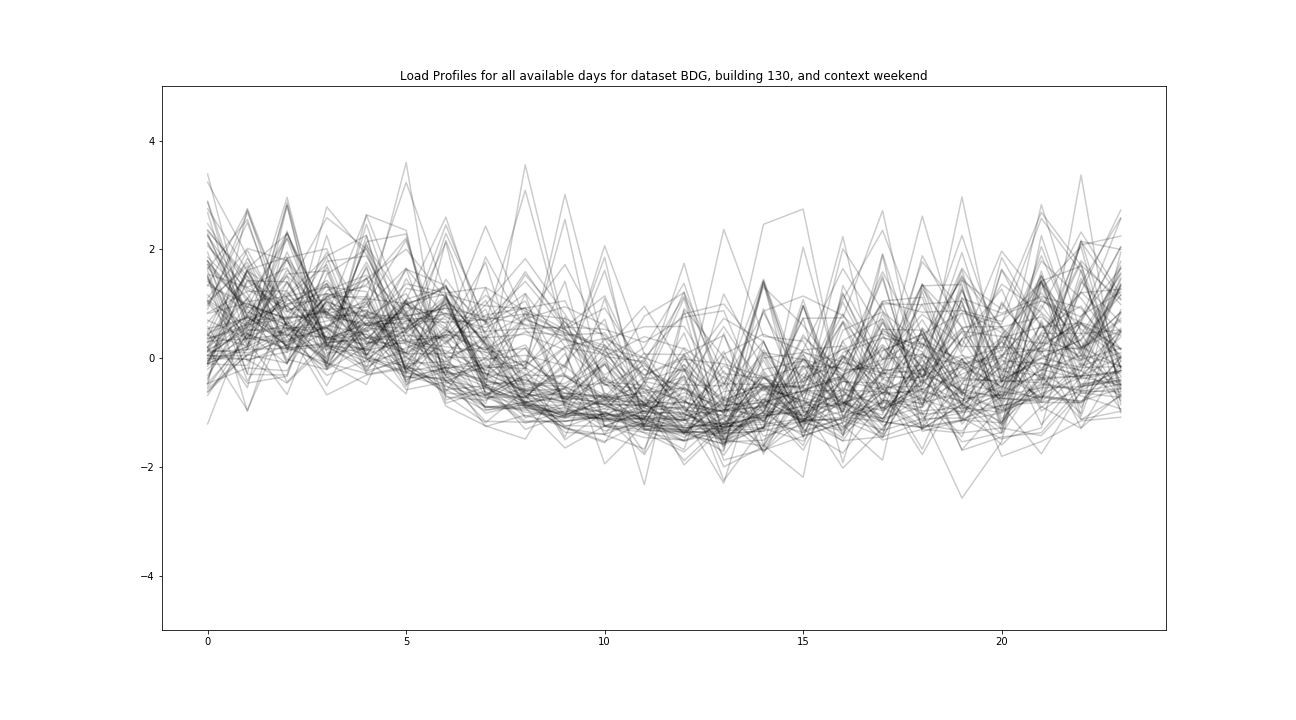 Load Profiles for all available days for dataset BDG, building 130, and context weekend
4
2
0
−2
−4
0 5 10 15 20